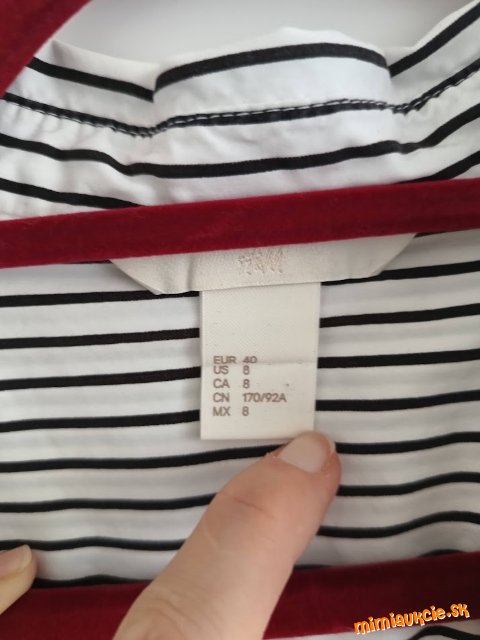 H&M
EUR 40
US 8
CA 8
CN 170/92A
MX 8
mimiaukcie.sk